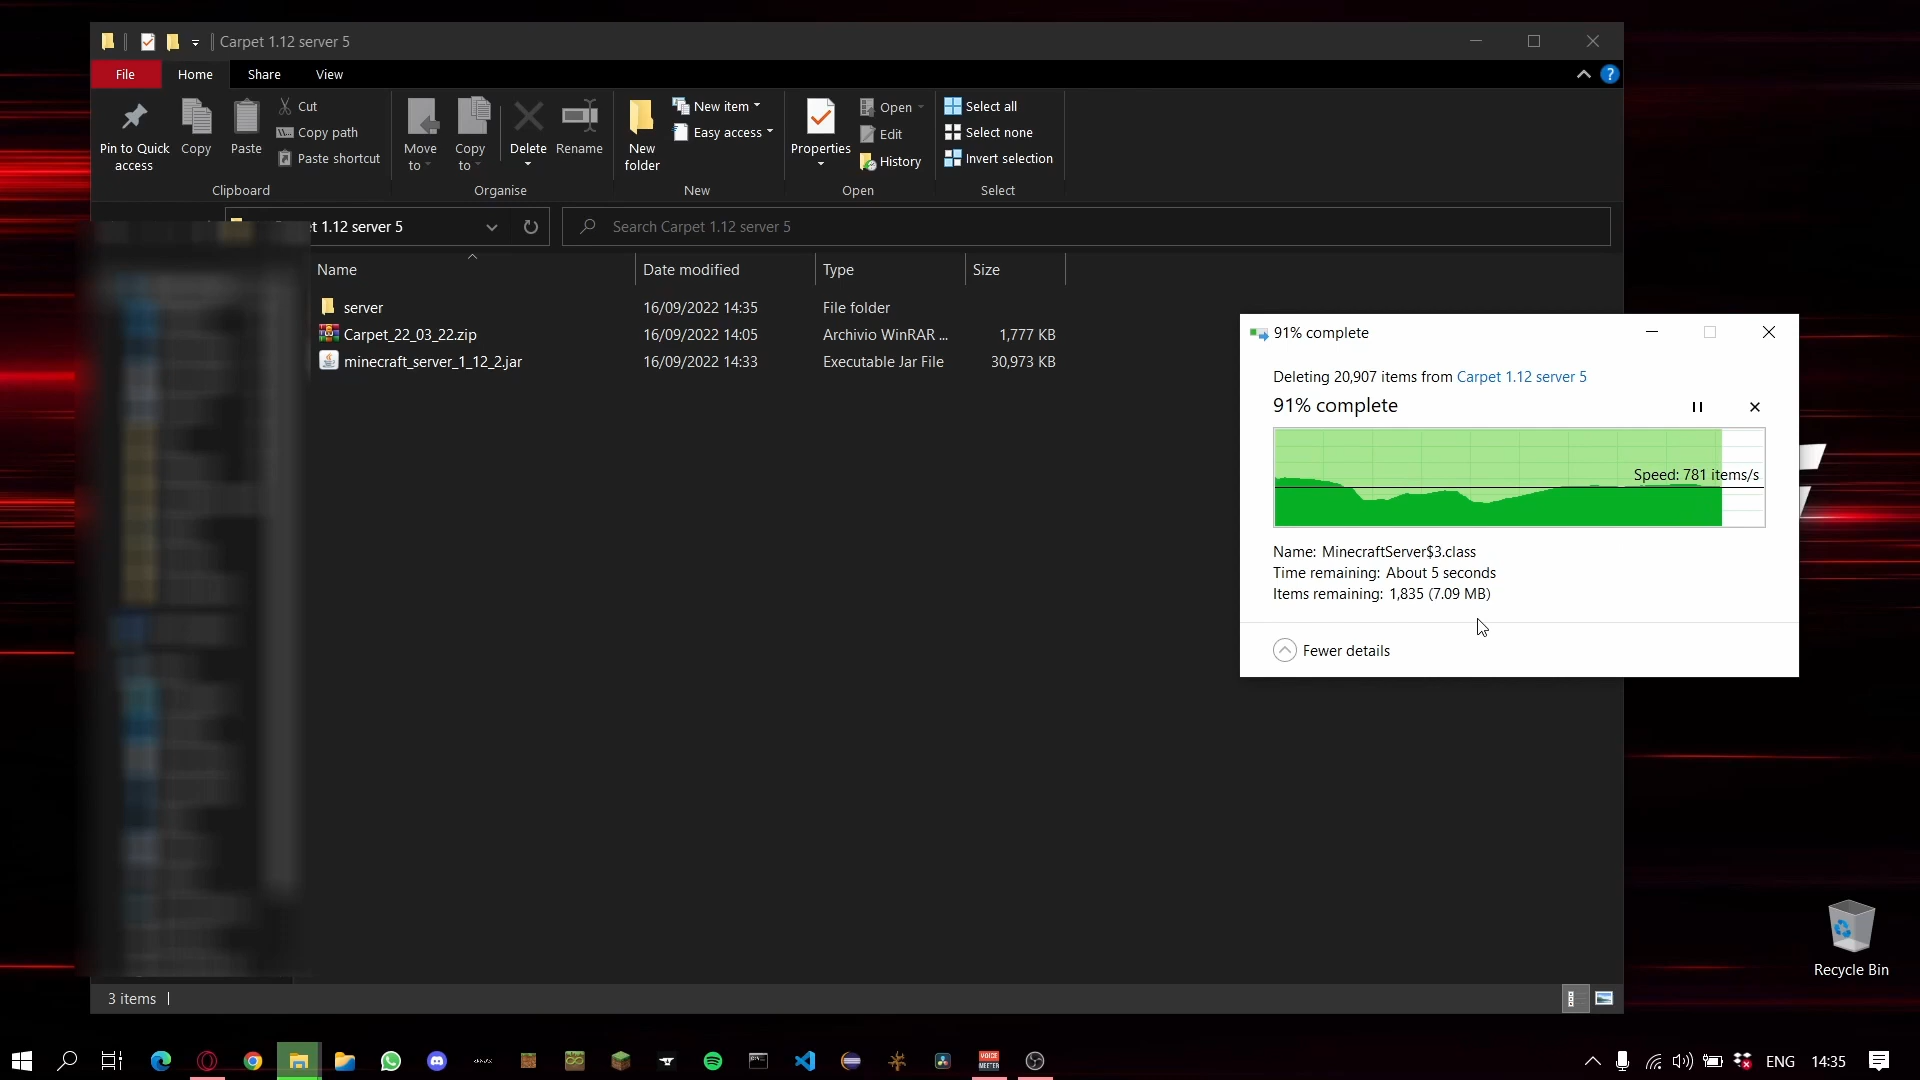 Carpet 1.12 server 5
File Home Share View
Pin to Quick access
Copy
Paste
Cut
Copy path
Paste shortcut
Clipboard
Move to
Copy to
Delete
Rename
Organise
New folder
New item
Easy access
New
Properties
Open
Edit
History
Open
Select all
Select none
Invert selection
Select
1.12 server 5
Search Carpet 1.12 server 5
Name Date modified Type Size
server 16/09/2022 14:35 File folder
Carpet_22_03_22.zip 16/09/2022 14:05 Archivio WinRAR ... 1,777 KB
minecraft_server_1_12_2.jar 16/09/2022 14:33 Executable Jar File 30,973 KB
91% complete
Deleting 20,907 items from Carpet 1.12 server 5
91% complete
Speed: 781 items/s
Name: MinecraftServer$3.class
Time remaining: About 5 seconds
Items remaining: 1,835 (7.09 MB)
Fewer details
Recycle Bin
3 items
VOICE MEETER
ENG 14:35